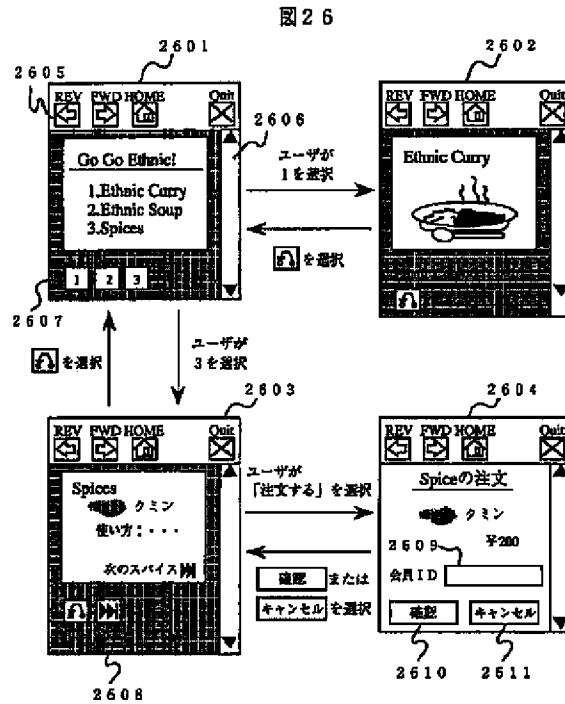 図26
2601
2602
2605
REV FWD HOME Quit
REV FWD HOME Quit
2606
Go Go Ethnic!
1.Ethnic Curry
2.Ethnic Soup
3.Spices
1 2 3
2607
ユーザが
1を選択
を選択
Ethnic Curry
を選択
ユーザが
3を選択
2603
2604
REV FWD HOME Quit
REV FWD HOME Quit
Spices
クミン
使い方:・・・
次のスパイス
2608
ユーザが
「注文する」を選択
確認 または
キャンセル を選択
Spiceの注文
クミン
2609
¥200
会員ID
確認 キャンセル
2610 2611